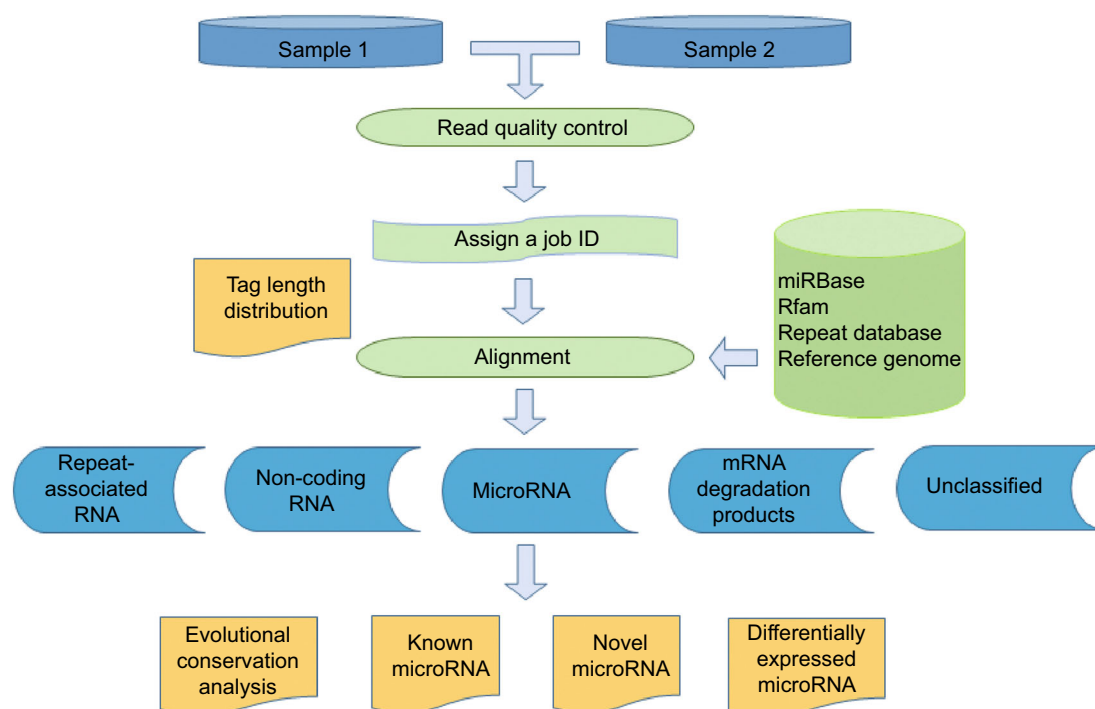 Sample 1
Sample 2
Read quality control
Assign a job ID
Tag length
distribution
miRBase
Rfam
Repeat database
Reference genome
Alignment
Repeat-
associated
RNA
Non-coding
RNA
MicroRNA
mRNA
degradation
products
Unclassified
Evolutional
conservation
analysis
Known
microRNA
Novel
microRNA
Differentially
expressed
microRNA